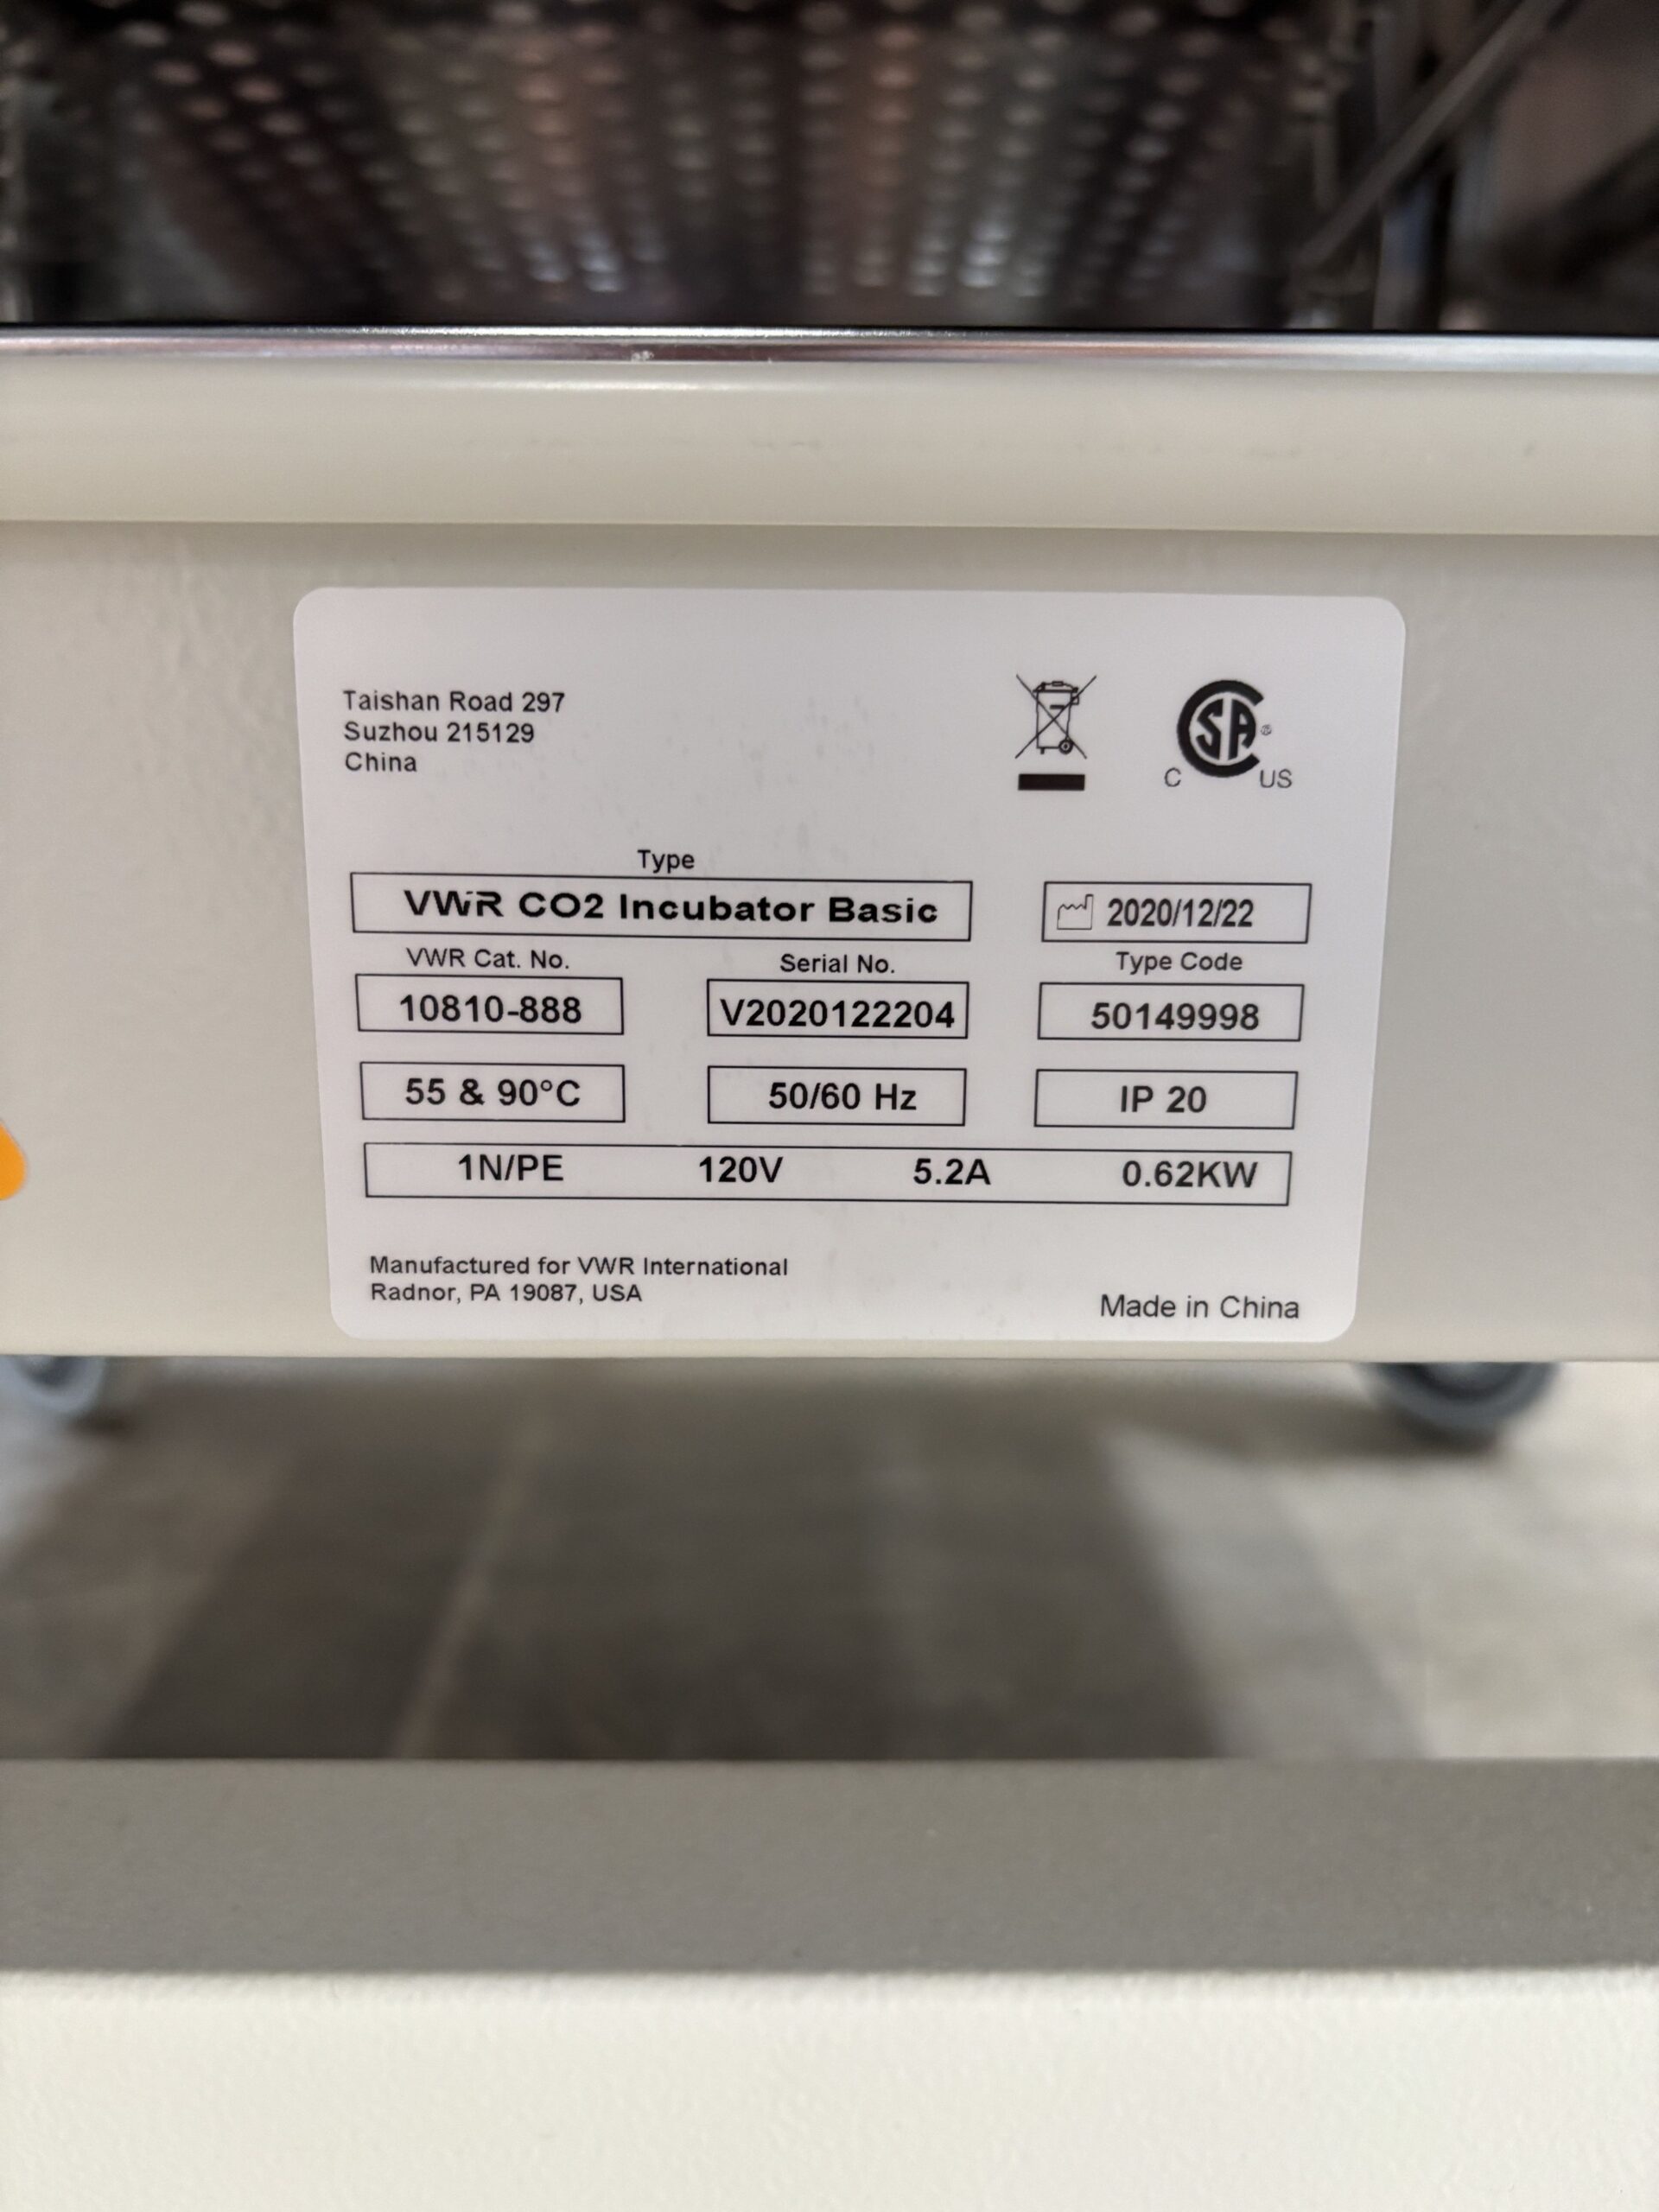 Taishan Road 297
Suzhou 215129
China
CSA®
C US
Type
VWR CO2 Incubator Basic
2020/12/22
VWR Cat. No. Serial No. Type Code
10810-888 V2020122204 50149998
55 & 90°C 50/60 Hz IP 20
1N/PE 120V 5.2A 0.62KW
Manufactured for VWR International
Radnor, PA 19087, USA
Made in China